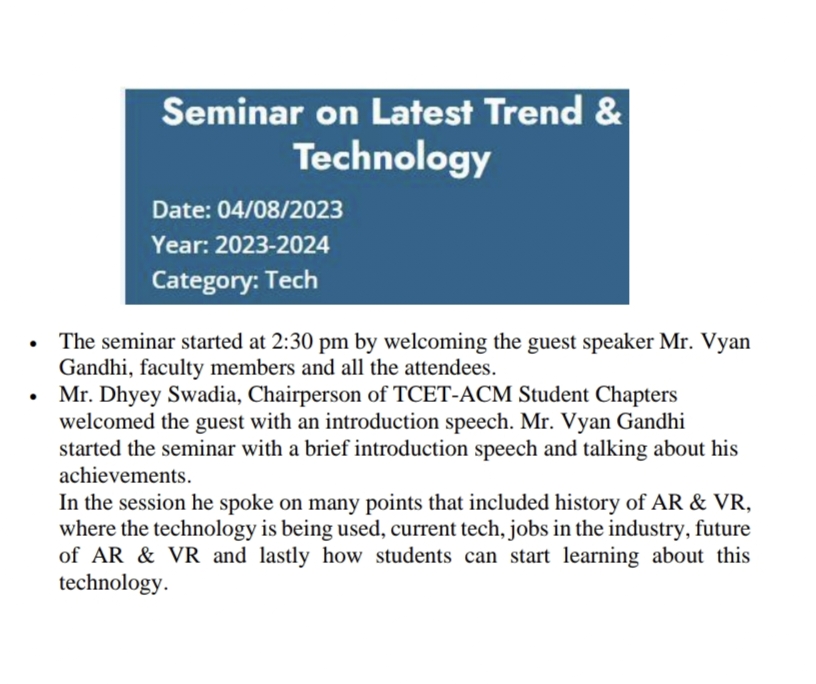 Seminar on Latest Trend &
Technology
Date: 04/08/2023
Year: 2023-2024
Category: Tech
• The seminar started at 2:30 pm by welcoming the guest speaker Mr. Vyan
Gandhi, faculty members and all the attendees.
• Mr. Dhyey Swadia, Chairperson of TCET-ACM Student Chapters
welcomed the guest with an introduction speech. Mr. Vyan Gandhi
started the seminar with a brief introduction speech and talking about his
achievements.
In the session he spoke on many points that included history of AR & VR,
where the technology is being used, current tech, jobs in the industry, future
of AR & VR and lastly how students can start learning about this
technology.